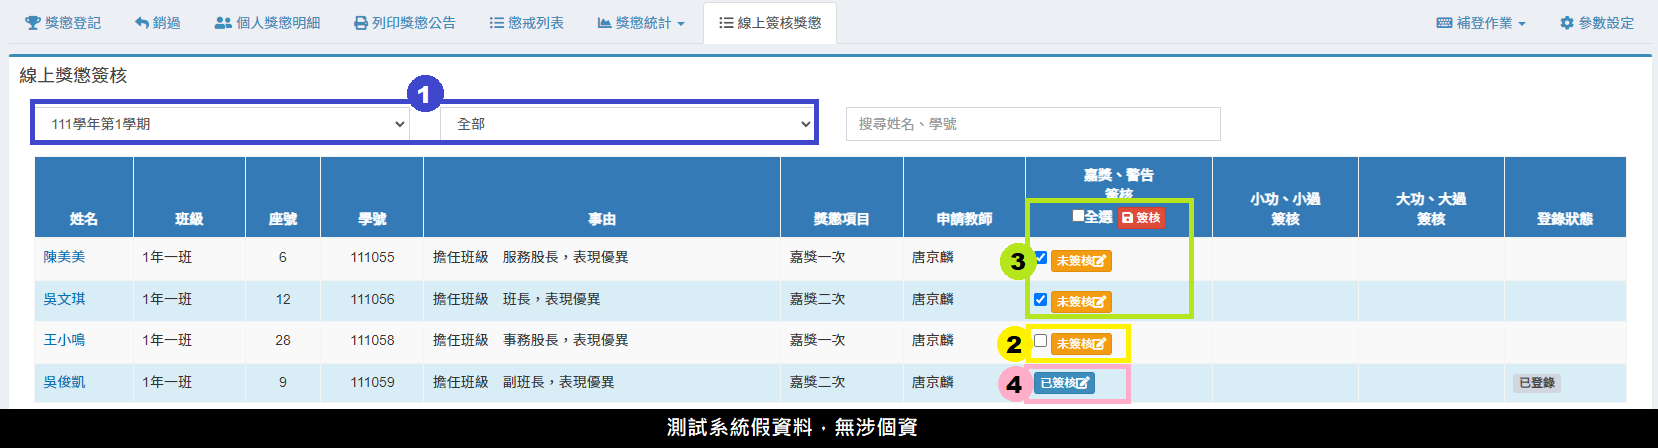 獎懲登記 銷過 個人獎懲明細 列印獎懲公告 懲戒列表 獎懲統計 線上簽核獎懲 補登作業 參數設定
線上獎懲簽核
1
111學年第1學期 全部 搜尋姓名、學號
姓名 班級 座號 學號 事由 獎懲項目 申請教師 嘉獎、警告 簽核 全選 簽核 小功、小過 簽核 大功、大過 簽核 登錄狀態
陳美美 1年一班 6 111055 擔任班級 服務股長，表現優異 嘉獎一次 唐京麟 3 未簽核
吳文琪 1年一班 12 111056 擔任班級 班長，表現優異 嘉獎二次 唐京麟 未簽核
王小鳴 1年一班 28 111058 擔任班級 事務股長，表現優異 嘉獎一次 唐京麟 2 未簽核
吳俊凱 1年一班 9 111059 擔任班級 副班長，表現優異 嘉獎二次 唐京麟 4 已簽核 已登錄
測試系統假資料，無涉個資